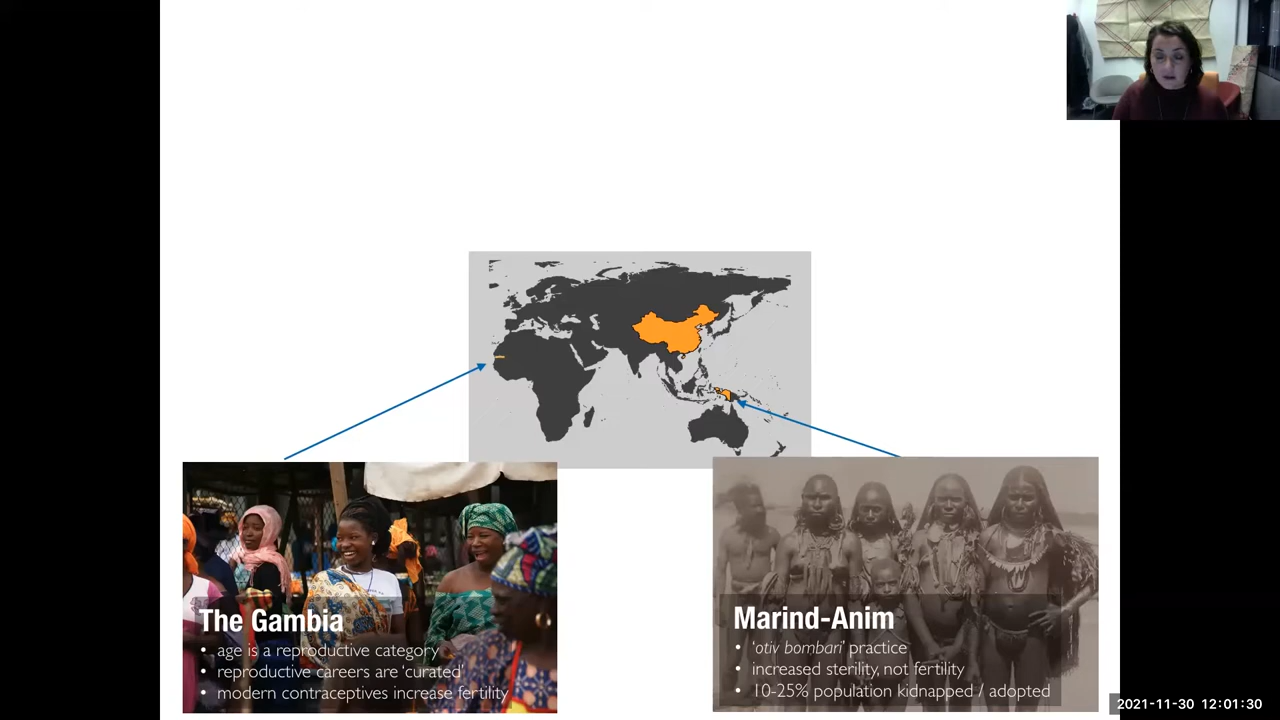 The Gambia
• age is a reproductive category
• reproductive careers are 'curated'
• modern contraceptives increase fertility
Marind-Anim
• 'otiv bombari' practice
• increased sterility, not fertility
• 10-25% population kidnapped / adopted
2021-11-30 12:01:30